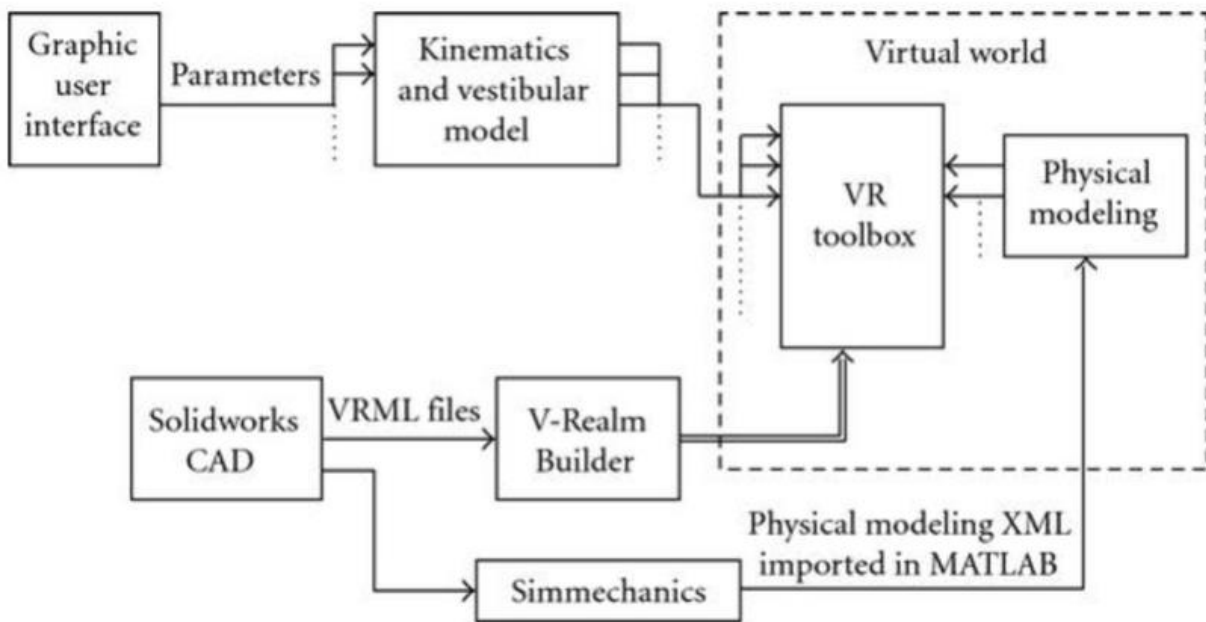 Graphic
user
interface
Parameters
Kinematics
and vestibular
model
Virtual world
VR
toolbox
Physical
modeling
Solidworks
CAD
VRML files
V-Realm
Builder
Simmechanics
Physical modeling XML
imported in MATLAB